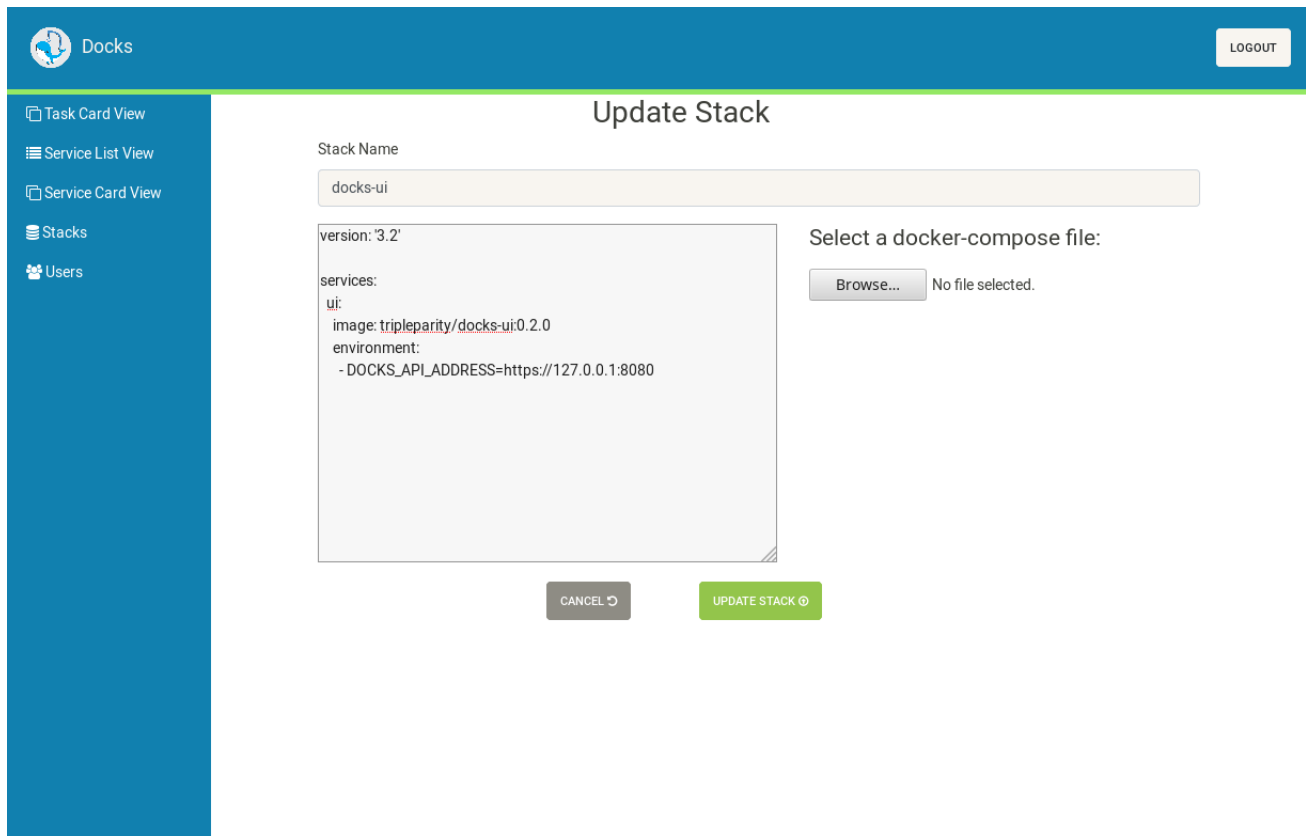 Docks
LOGOUT
Task Card View
Service List View
Service Card View
Stacks
Users
Update Stack
Stack Name
docks-ui
version: '3.2'
services:
  ui:
    image: tripleparity/docks-ui:0.2.0
    environment:
      - DOCKS_API_ADDRESS=https://127.0.0.1:8080
Select a docker-compose file:
Browse... No file selected.
CANCEL
UPDATE STACK